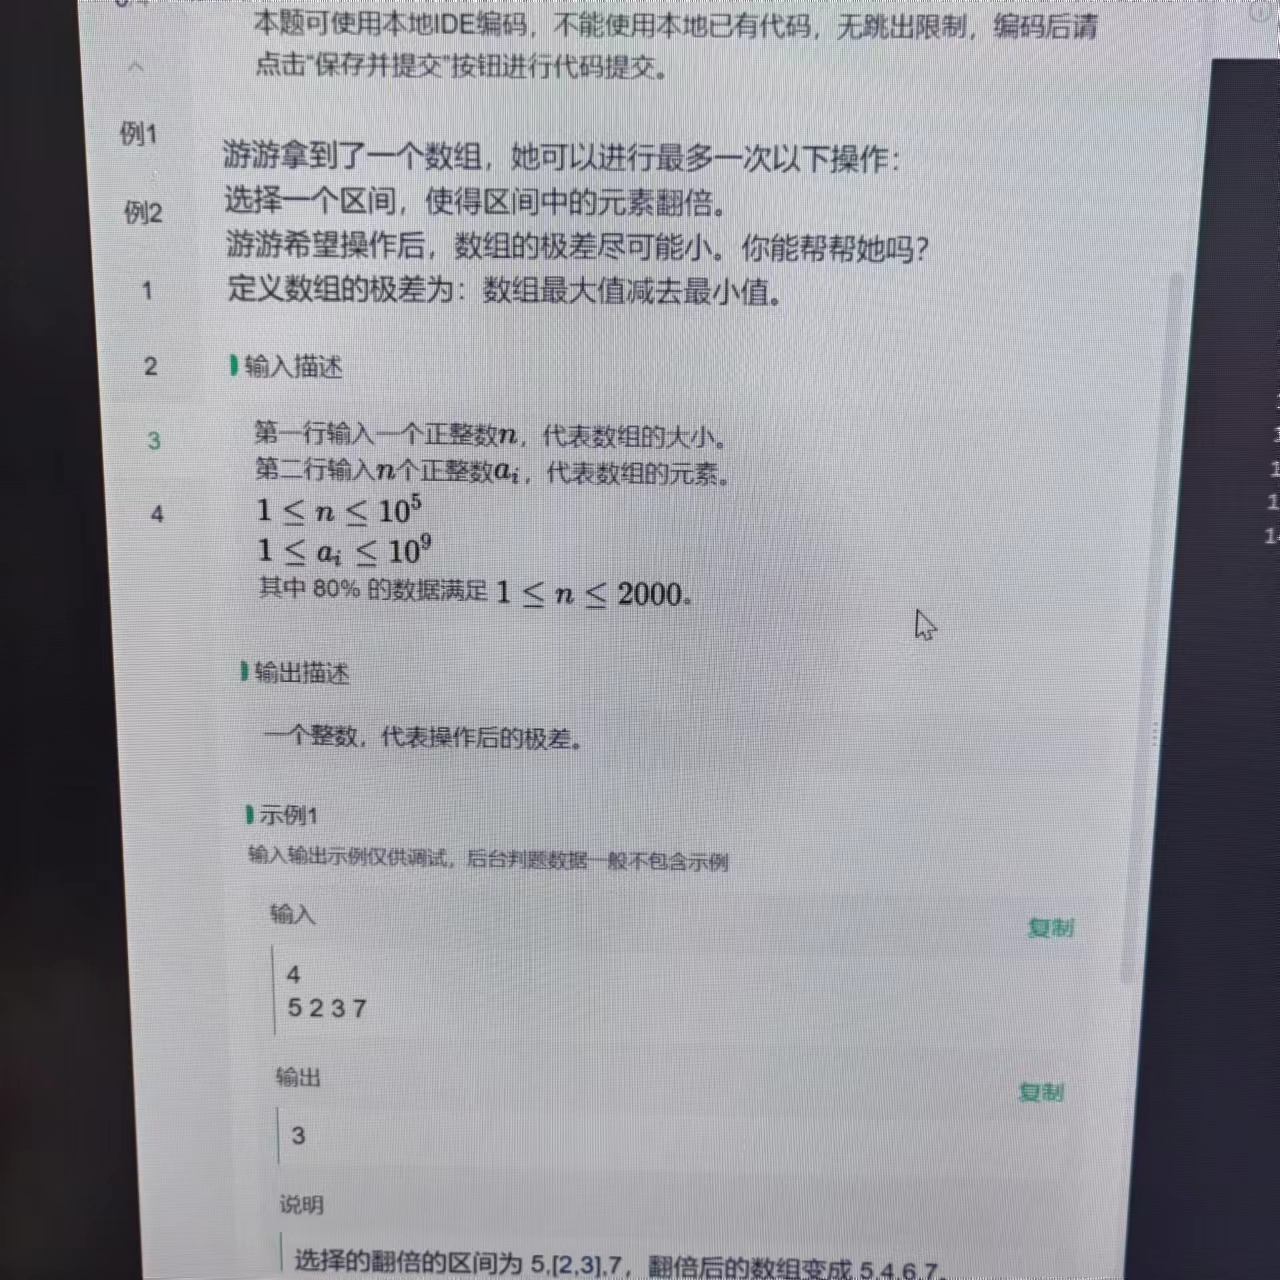 本题可使用本地IDE编码，不能使用本地已有代码，无跳出限制，编码后请
点击“保存并提交”按钮进行代码提交。
例1
例2
1
2
3
4
游游拿到了一个数组，她可以进行最多一次以下操作：
选择一个区间，使得区间中的元素翻倍。
游游希望操作后，数组的极差尽可能小。你能帮帮她吗？
定义数组的极差为：数组最大值减去最小值。
输入描述
第一行输入一个正整数n，代表数组的大小。
第二行输入n个正整数aᵢ，代表数组的元素。
1 ≤ n ≤ 10⁵
1 ≤ aᵢ ≤ 10⁹
其中 80% 的数据满足 1 ≤ n ≤ 2000。
输出描述
一个整数，代表操作后的极差。
示例1
输入输出示例仅供调试，后台判题数据一般不包含示例
输入
复制
4
5 2 3 7
输出
复制
3
说明
选择的翻倍的区间为 5,[2,3],7，翻倍后的数组变成 5,4,6,7。